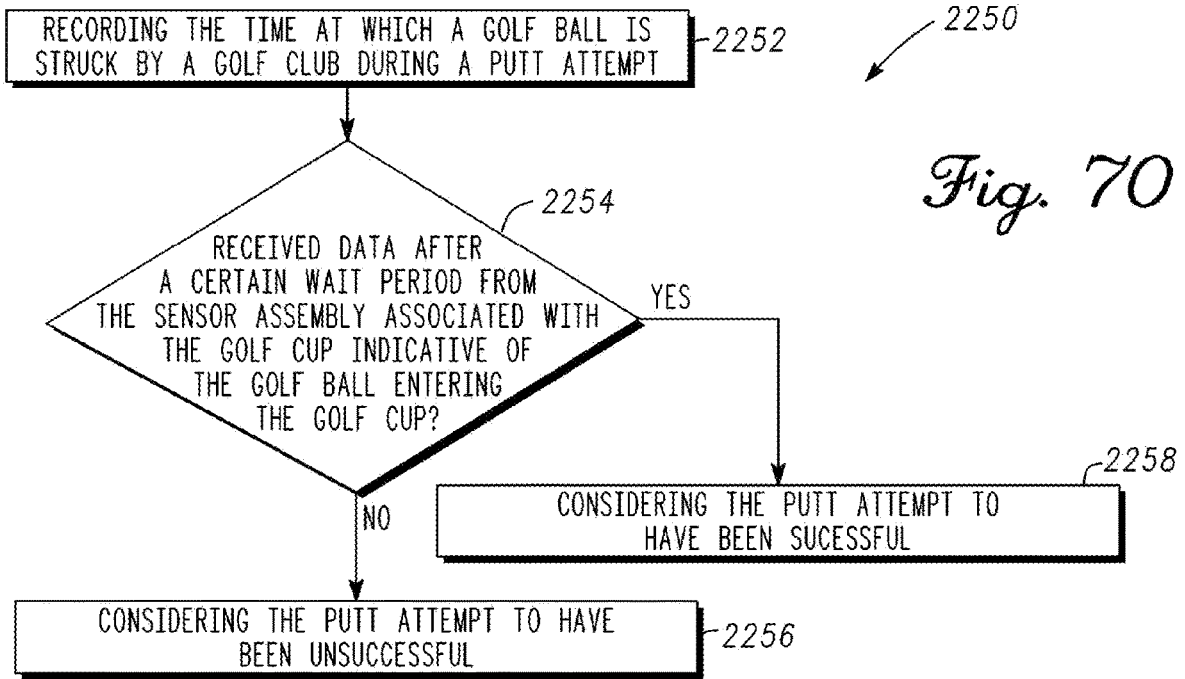 RECORDING THE TIME AT WHICH A GOLF BALL IS
STRUCK BY A GOLF CLUB DURING A PUTT ATTEMPT
2252
2250
Fig. 70
2254
RECEIVED DATA AFTER
A CERTAIN WAIT PERIOD FROM
THE SENSOR ASSEMBLY ASSOCIATED WITH
THE GOLF CUP INDICATIVE OF
THE GOLF BALL ENTERING
THE GOLF CUP?
YES
NO
2258
CONSIDERING THE PUTT ATTEMPT TO
HAVE BEEN SUCESSFUL
CONSIDERING THE PUTT ATTEMPT TO HAVE
BEEN UNSUCCESSFUL
2256